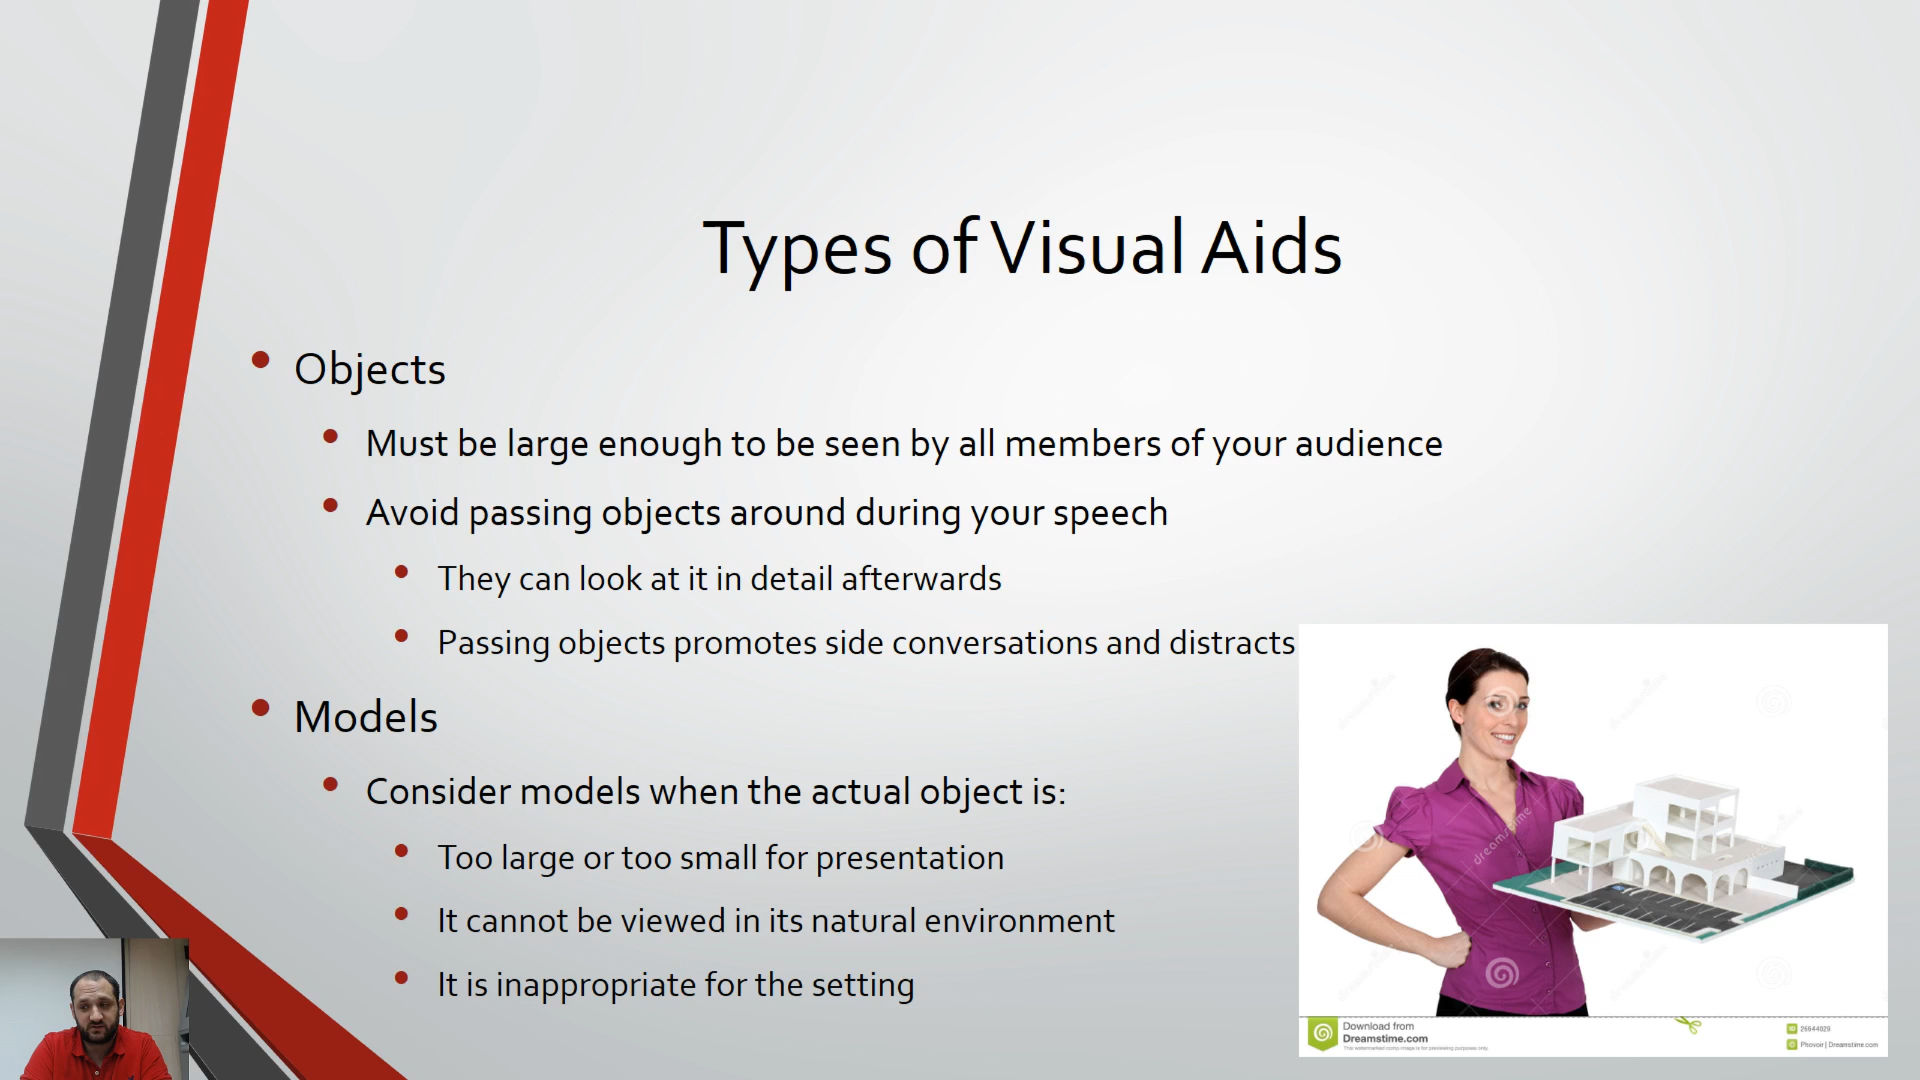 Types of Visual Aids
Objects
Must be large enough to be seen by all members of your audience
Avoid passing objects around during your speech
They can look at it in detail afterwards
Passing objects promotes side conversations and distracts
Models
Consider models when the actual object is:
Too large or too small for presentation
It cannot be viewed in its natural environment
It is inappropriate for the setting
dreamstime
Download from
Dreamstime.com
This watermarked comp image is for previewing purposes only.
ID 26644029
Phovoir | Dreamstime.com